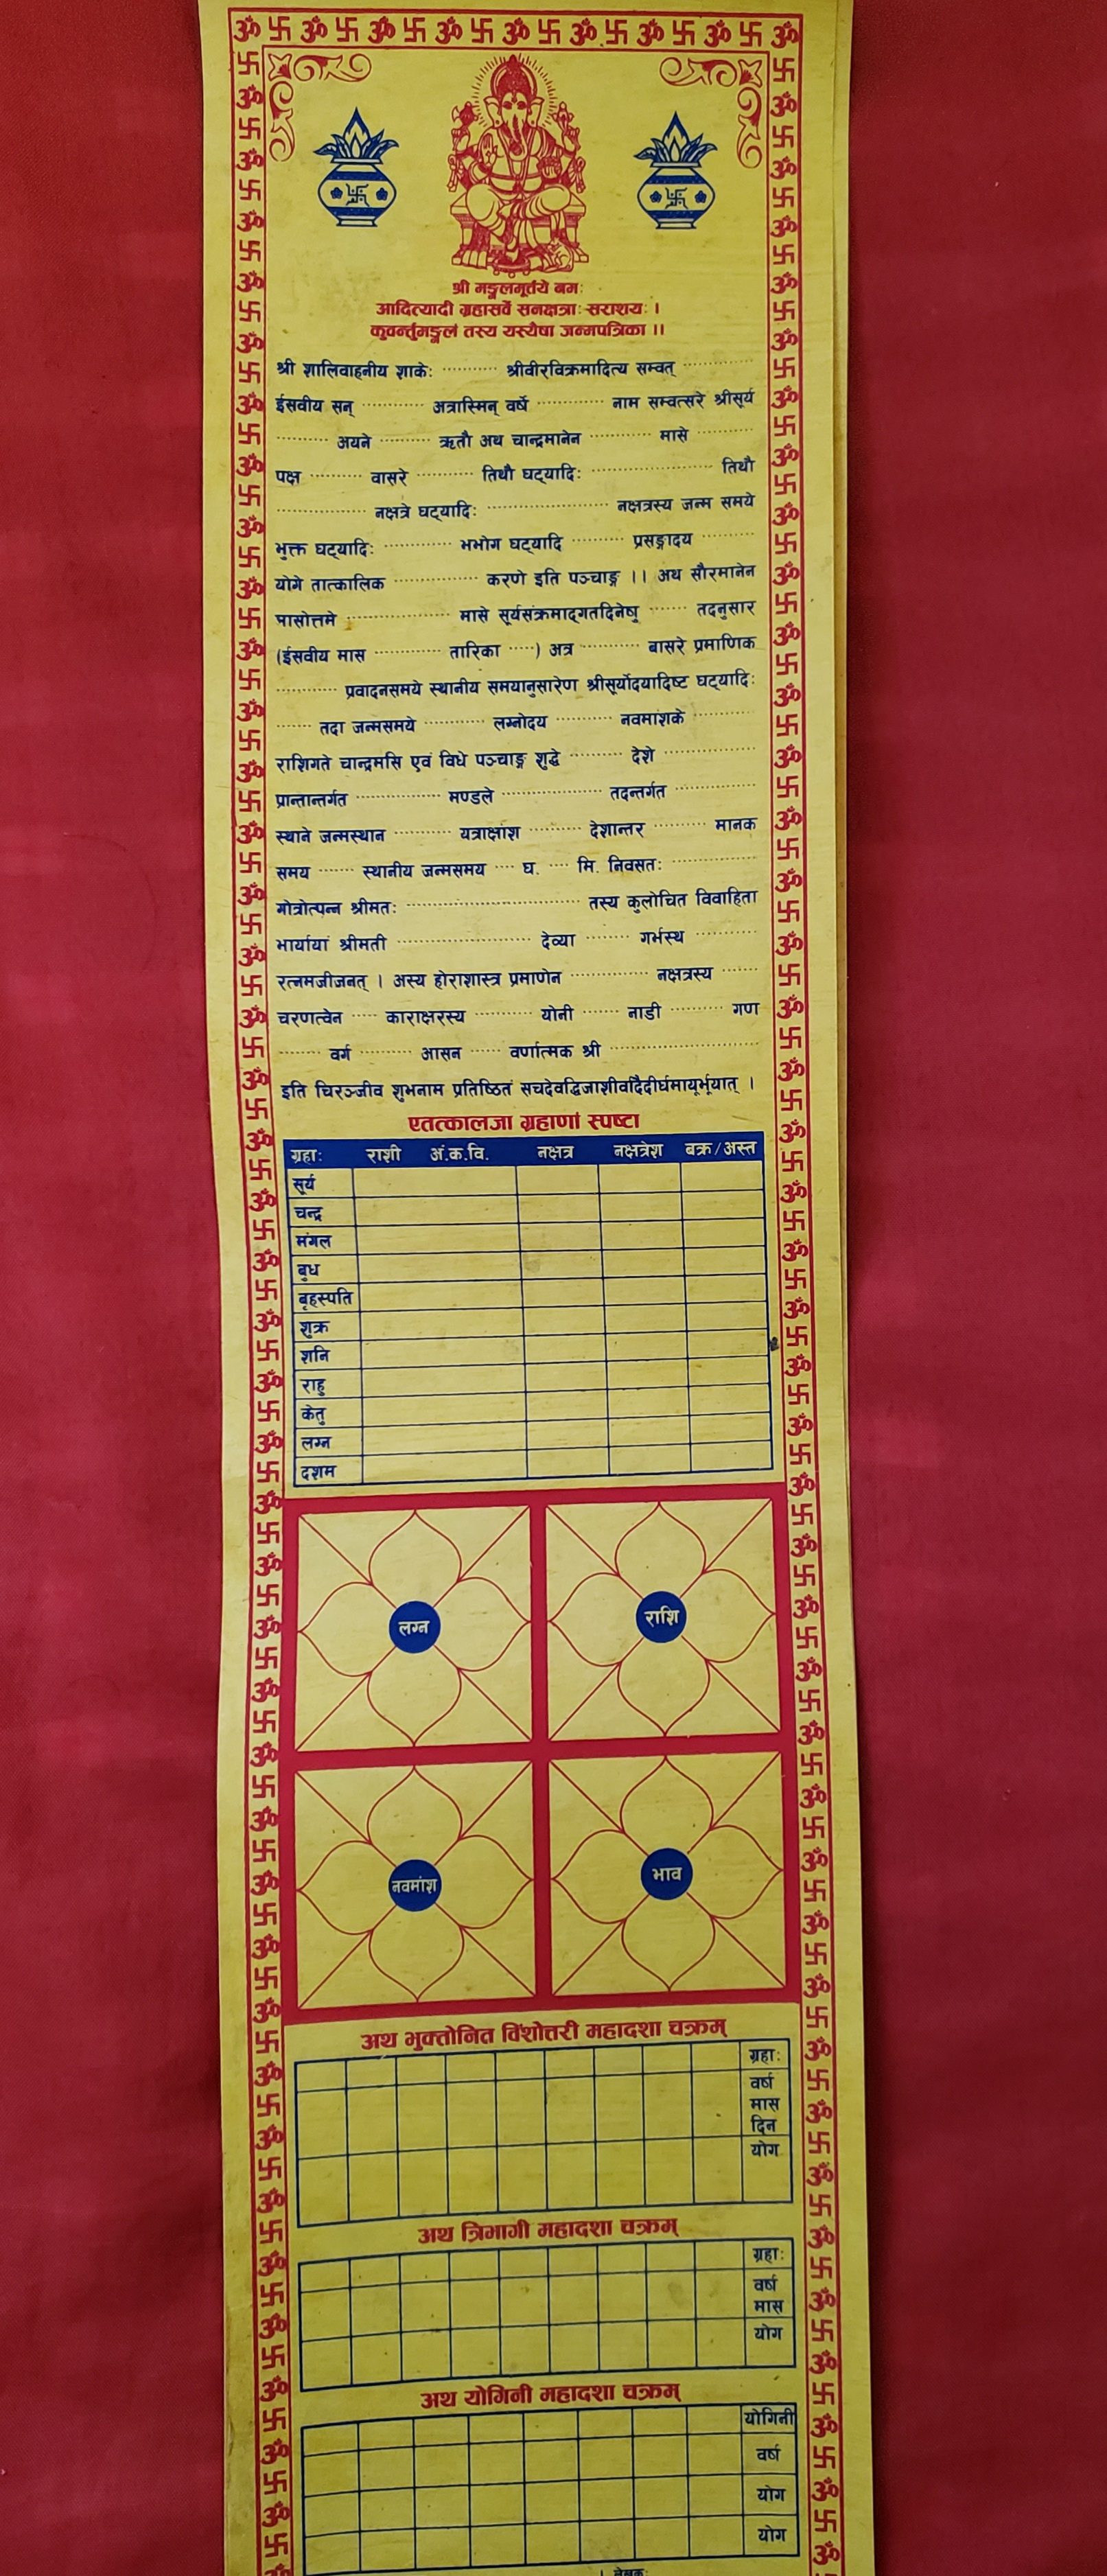 श्री मङ्गलमूर्तये नमः
आदित्यादी ग्रहासर्वे सनक्षत्राः सराशयः ।
कुवर्न्तुमङ्गलं तस्य यस्यैषा जन्मपत्रिका ।।
श्री शालिवाहनीय शाकेः ·········· श्रीवीरविक्रमादित्य सम्वत् ·············
ईसवीय सन् ············ अत्रास्मिन् वर्षे ············· नाम सम्वत्सरे श्रीसूर्य
·········· अयने ·········· ऋतौ अथ चान्द्रमानेन ············ मासे ···········
पक्ष ·········· वासरे ··········· तिथौ घट्यादिः ······················· तिथौ
·················· नक्षत्रे घट्यादिः ·························· नक्षत्रस्य जन्म समये
भुक्त घट्यादिः ············· भभोग घट्यादि ·········· प्रसङ्गादय ··········
योगे तात्कालिक ················ करणे इति पञ्चाङ्ग ।। अथ सौरमानेन
मासोत्तमे ···················· मासे सूर्यसंक्रमाद्गतदिनेषु ······· तदनुसार
(ईसवीय मास ·············· तारिका ·····) अत्र ··········· बासरे प्रमाणिक
············ प्रवादनसमये स्थानीय समयानुसारेण श्रीसूर्योदयादिष्ट घट्यादिः
······· तदा जन्मसमये ············ लग्नोदय ··········· नवमाशके ············
राशिगते चान्द्रमसि एवं विधे पञ्चाङ्ग शुद्धे ·········· देशे ·················
प्रान्तान्तर्गत ················· मण्डले ···················· तदन्तर्गत ················
स्थाने जन्मस्थान ··········· यत्राक्षांश ·········· देशान्तर ·········· मानक
समय ······· स्थानीय जन्मसमय ···· घ. ···· मि. निवसतः ················
गोत्रोत्पन्न श्रीमतः ································· तस्य कुलोचित विवाहिता
भार्यायां श्रीमती ·························· देव्या ········ गर्भस्थ ············
रत्नमजीजनत् । अस्य होराशास्त्र प्रमाणेन ··············· नक्षत्रस्य ·······
चरणत्वेन ····· काराक्षरस्य ··········· योनी ······ नाडी ············ गण
········ वर्ग ·········· आसन ······ वर्णात्मक श्री ·····························
इति चिरञ्जीव शुभनाम प्रतिष्ठितं सचदेवद्विजाशीर्वादैदीर्घमायूर्भूयात् ।
एतत्कालजा ग्रहाणां स्पष्टा
ग्रहाः राशी अं.क.वि. नक्षत्र नक्षत्रेश बक्र/अस्त
सूर्य
चन्द्र
मंगल
बुध
बृहस्पति
शुक्र
शनि
राहु
केतु
लग्न
दशम
लग्न राशि
नवमांश भाव
अथ भुक्तोनित विंशोत्तरी महादशा चक्रम्
ग्रहाः
वर्ष
मास
दिन
योग
अथ त्रिभागी महादशा चक्रम्
ग्रहाः
वर्ष
मास
योग
अथ योगिनी महादशा चक्रम्
योगिनी
वर्ष
योग
योग